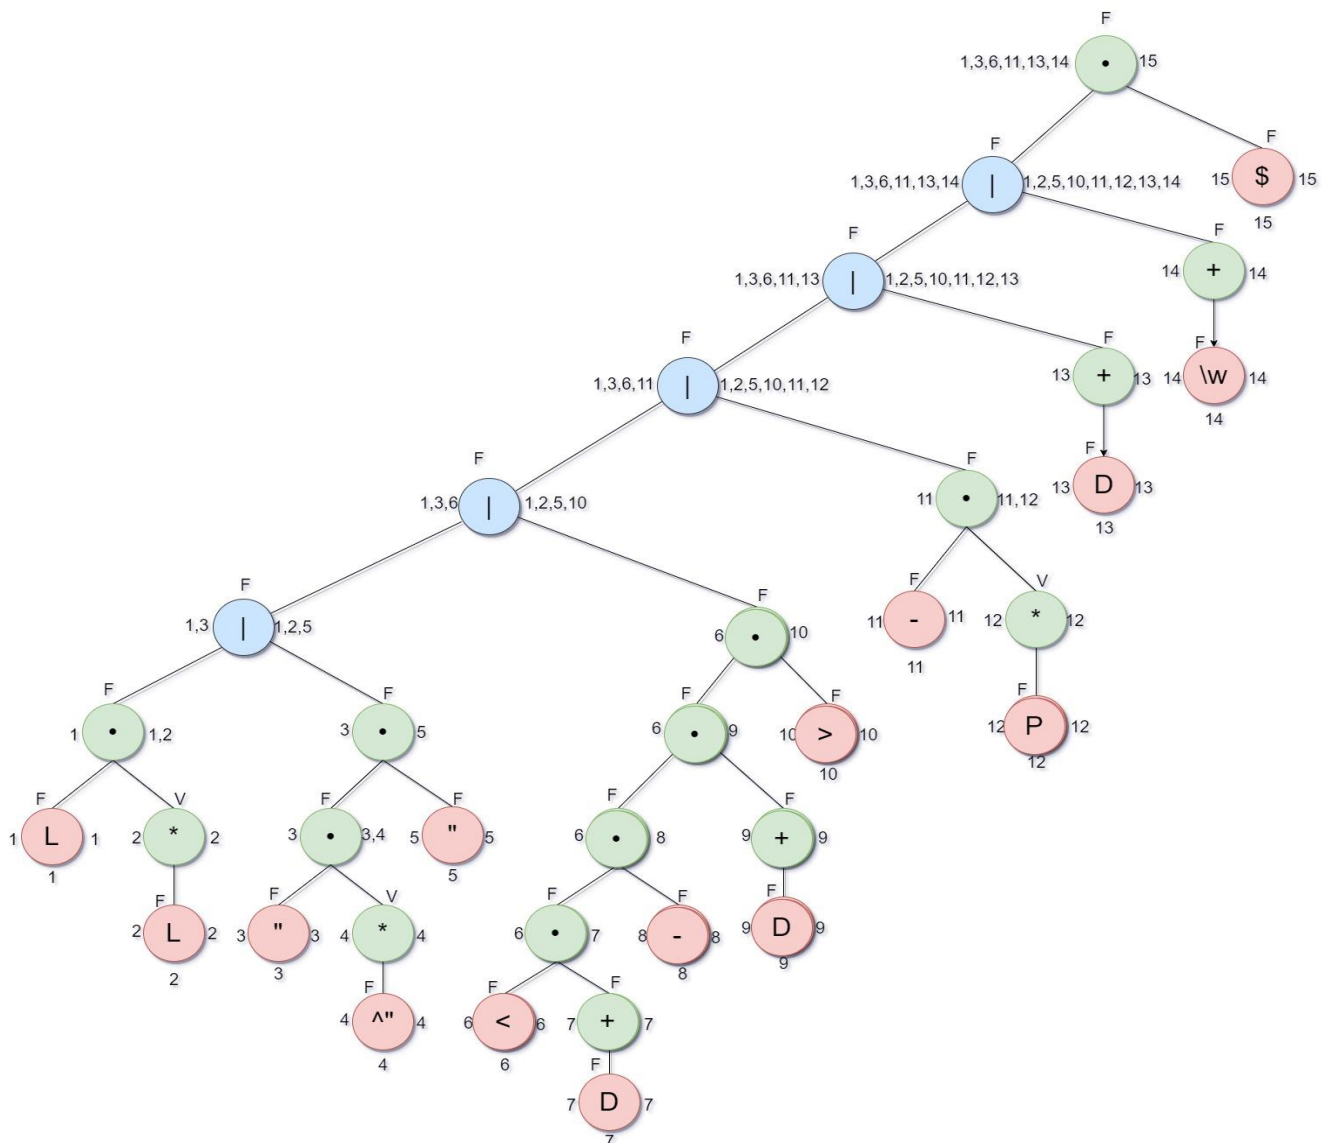 F
1,3,6,11,13,14 • 15
F
F
1,3,6,11,13,14 | 1,2,5,10,11,12,13,14
15 $ 15
15
F
F
1,3,6,11,13 | 1,2,5,10,11,12,13
14 + 14
F
F
F
1,3,6,11 | 1,2,5,10,11,12
13 + 13
14 \w 14
14
F
F
F
1,3,6 | 1,2,5,10
11 • 11,12
13 D 13
13
F
F
F
V
1,3 | 1,2,5
6 • 10
11 - 11
11
12 * 12
F
F
F
F
F
1 • 1,2
3 • 5
6 • 9
10 > 10
10
12 P 12
12
F
V
F
F
F
F
1 L 1
1
2 * 2
3 • 3,4
5 " 5
5
6 • 8
9 + 9
F
F
V
F
F
F
2 L 2
2
3 " 3
3
4 * 4
6 • 7
8 - 8
8
9 D 9
9
F
F
F
4 ^" 4
4
6 < 6
6
7 + 7
F
7 D 7
7